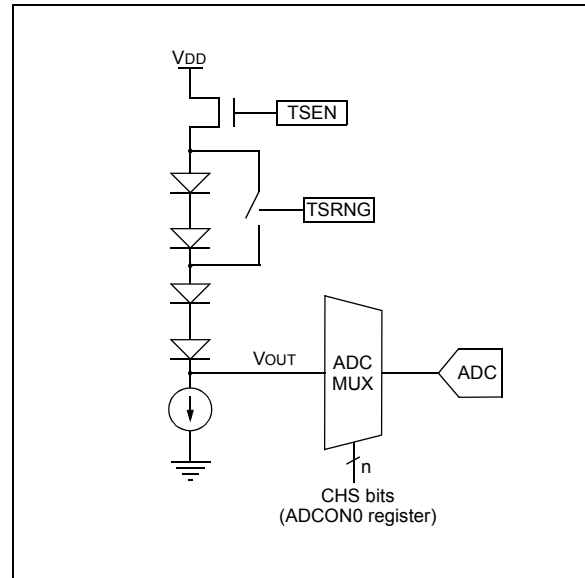 VDD
TSEN
TSRNG
VOUT
ADC
MUX
ADC
n
CHS bits
(ADCON0 register)